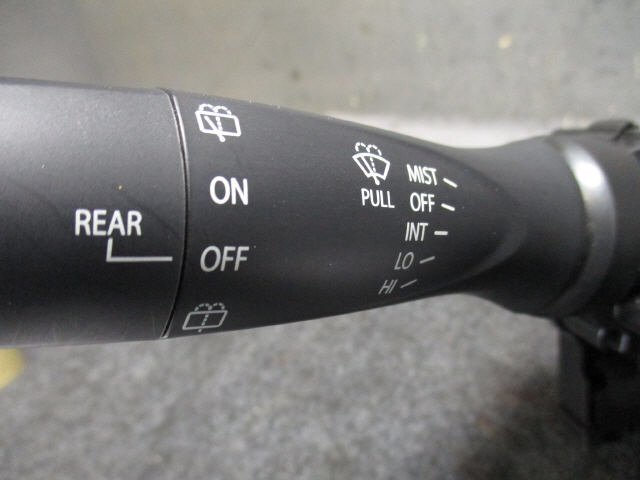 REAR
ON
OFF
PULL
MIST
OFF
INT
LO
HI